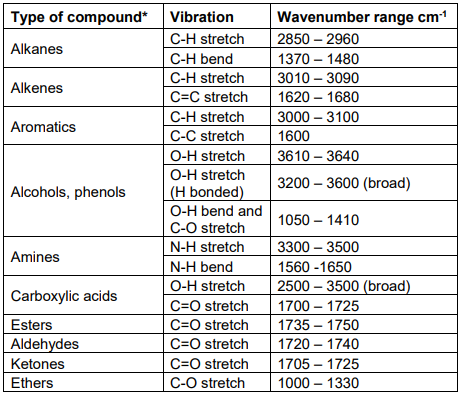 Type of compound* Vibration Wavenumber range cm-1
Alkanes
C-H stretch 2850 – 2960
C-H bend 1370 – 1480
Alkenes
C-H stretch 3010 – 3090
C=C stretch 1620 – 1680
Aromatics
C-H stretch 3000 – 3100
C-C stretch 1600
Alcohols, phenols
O-H stretch 3610 – 3640
O-H stretch
(H bonded)
3200 – 3600 (broad)
O-H bend and
C-O stretch
1050 – 1410
Amines
N-H stretch 3300 – 3500
N-H bend 1560 -1650
Carboxylic acids
O-H stretch 2500 – 3500 (broad)
C=O stretch 1700 – 1725
Esters C=O stretch 1735 – 1750
Aldehydes C=O stretch 1720 – 1740
Ketones C=O stretch 1705 – 1725
Ethers C-O stretch 1000 – 1330